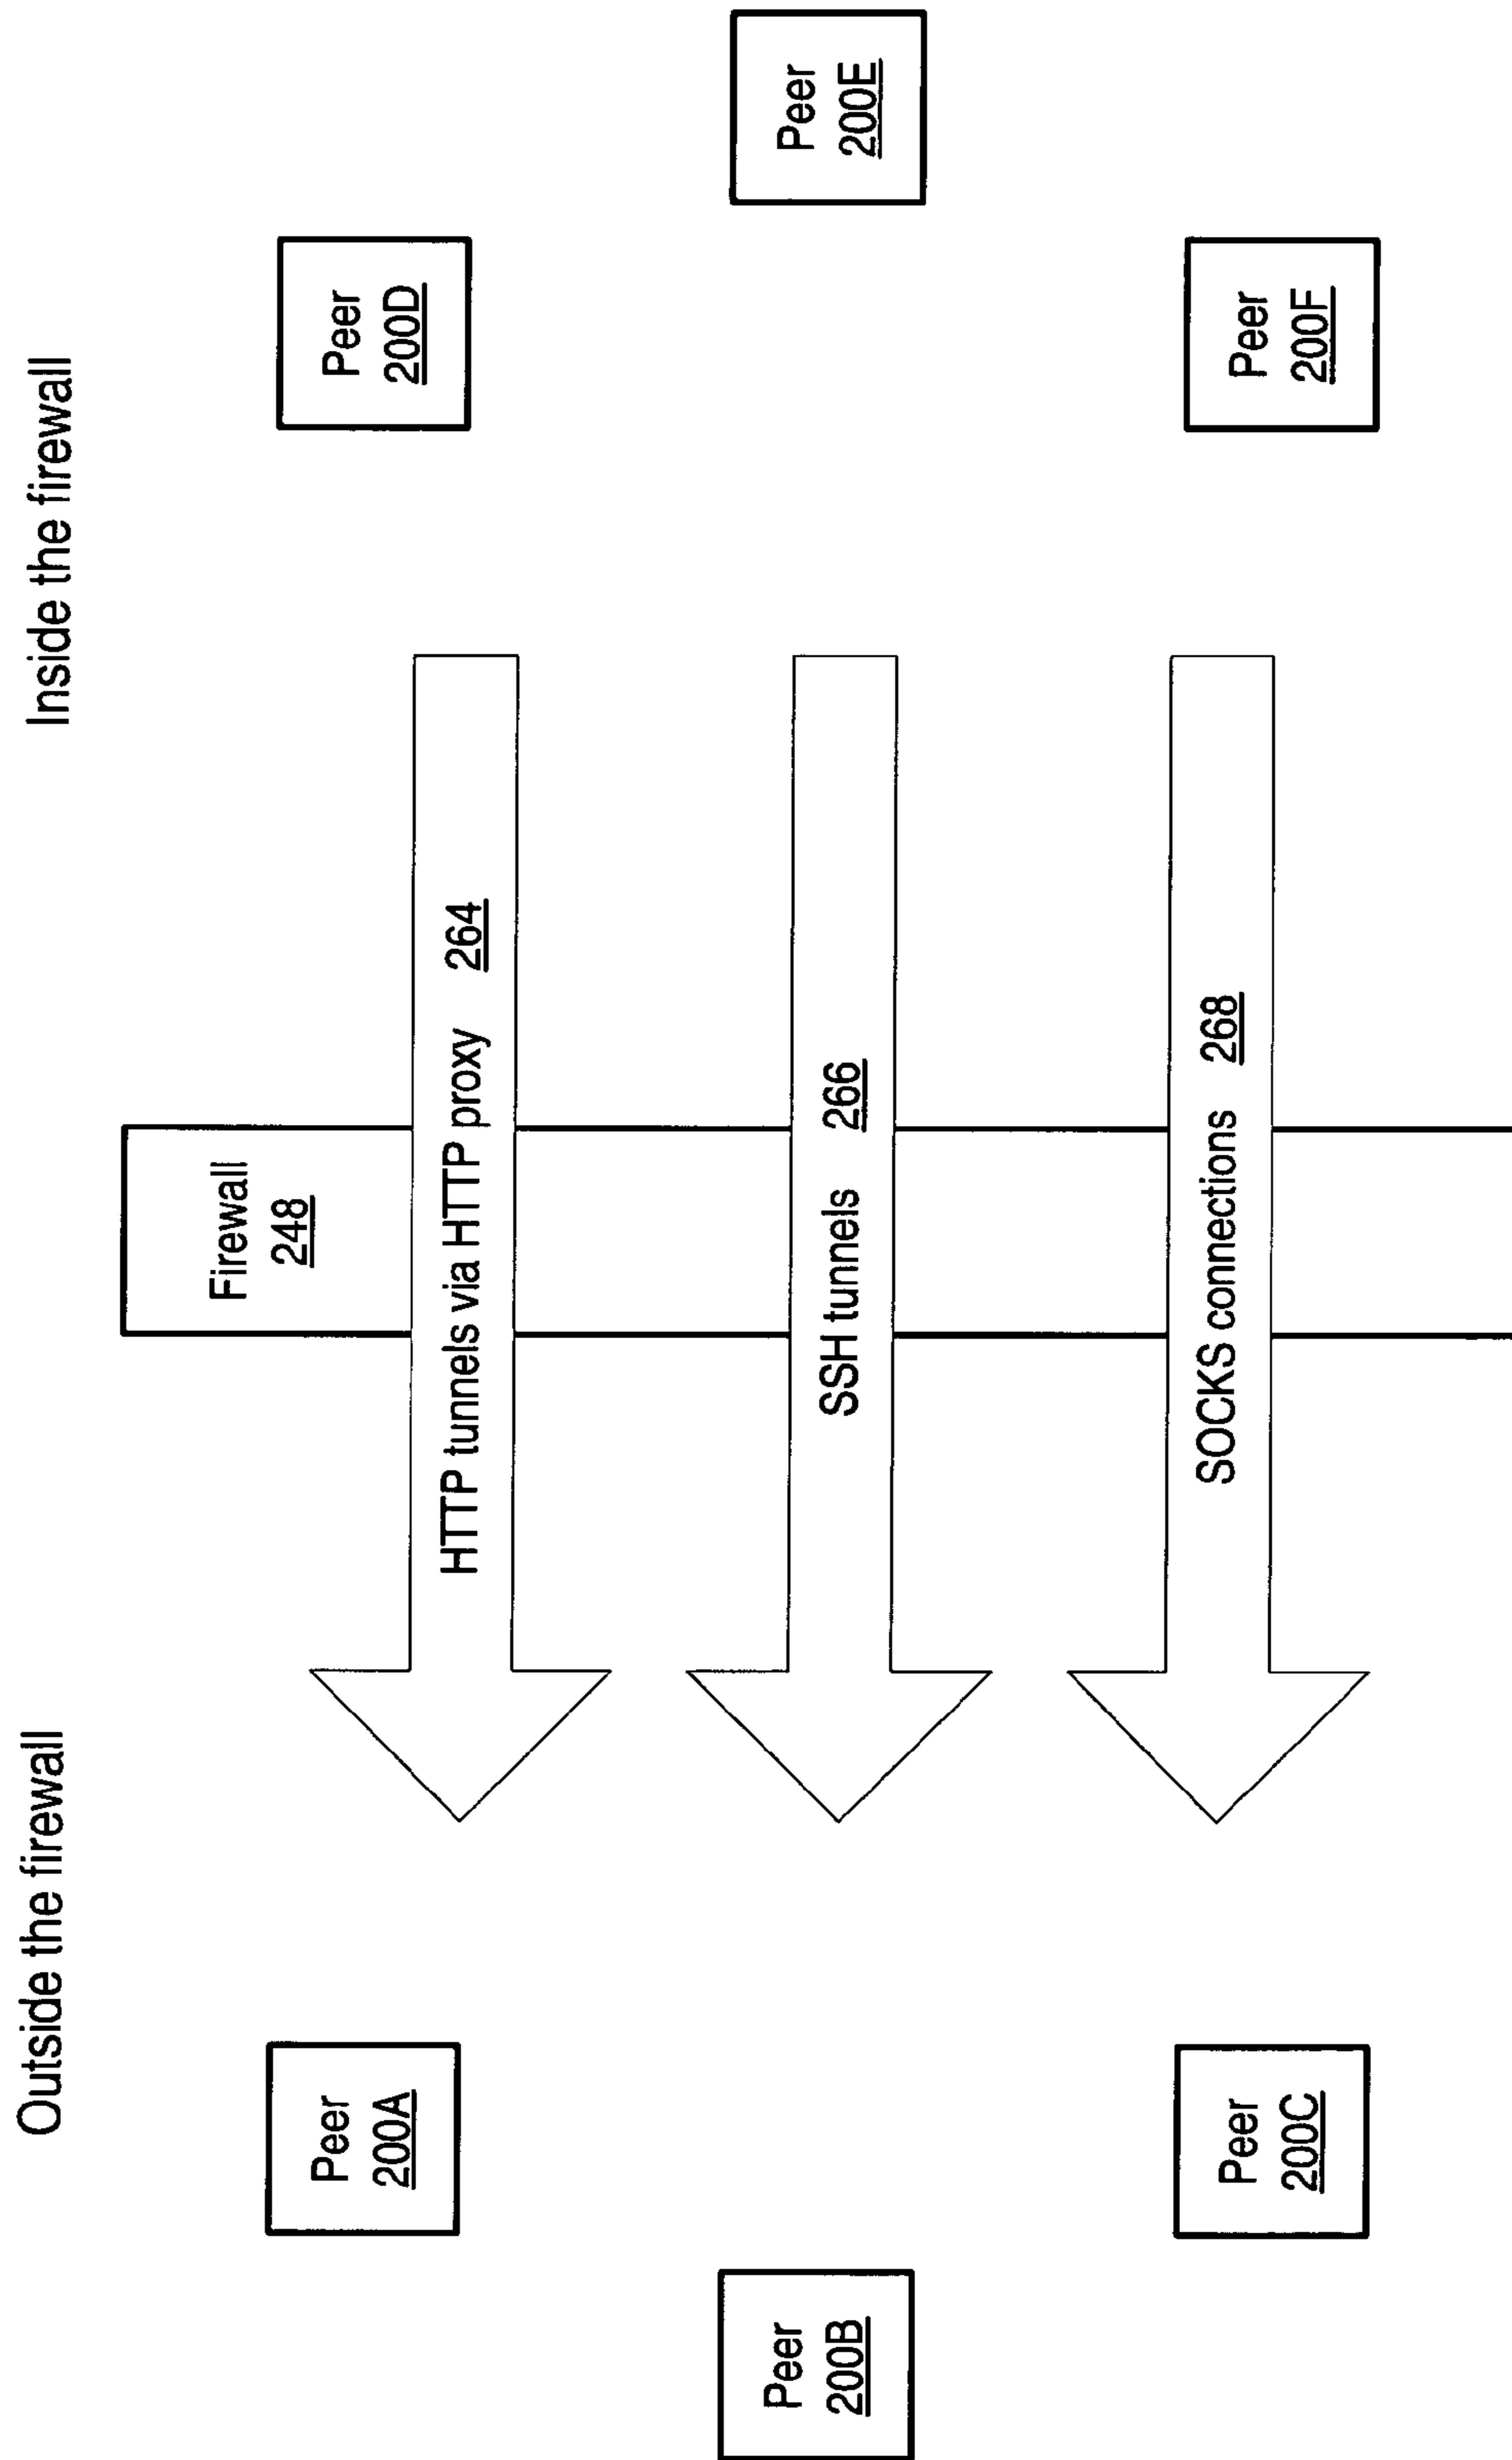 Outside the firewall
Inside the firewall
Firewall
248
Peer
200A
Peer
200D
HTTP tunnels via HTTP proxy 264
Peer
200B
SSH tunnels 266
Peer
200E
Peer
200C
SOCKS connections 268
Peer
200F